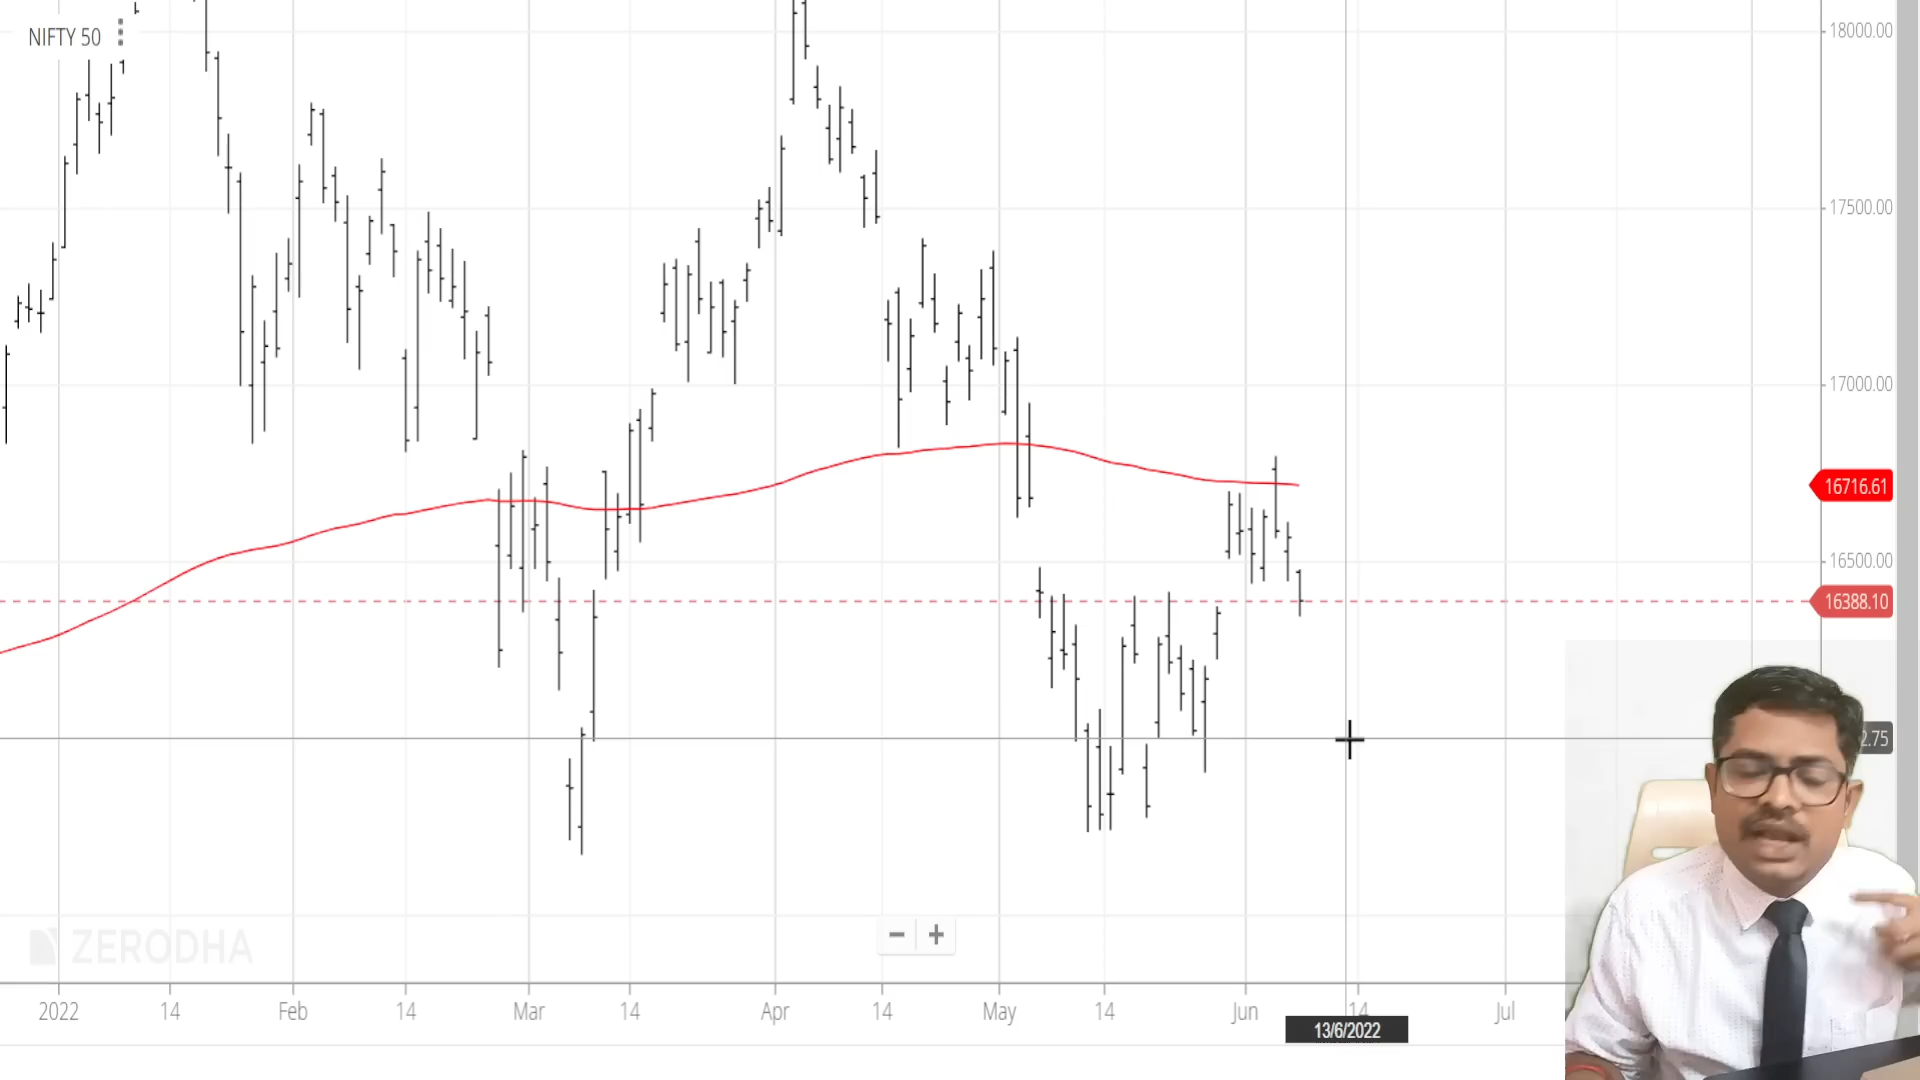 NIFTY 50
18000.00
17500.00
17000.00
16716.61
16500.00
16388.10
2.75
ZERODHA
2022 14 Feb 14 Mar 14 Apr 14 May 14 Jun 14 Jul
13/6/2022